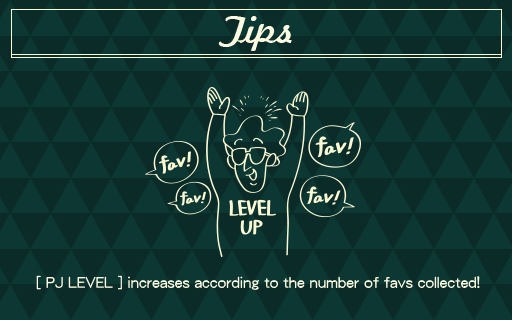 Tips
fav!
fav!
fav!
fav!
LEVEL
UP
[ PJ LEVEL ] increases according to the number of favs collected!